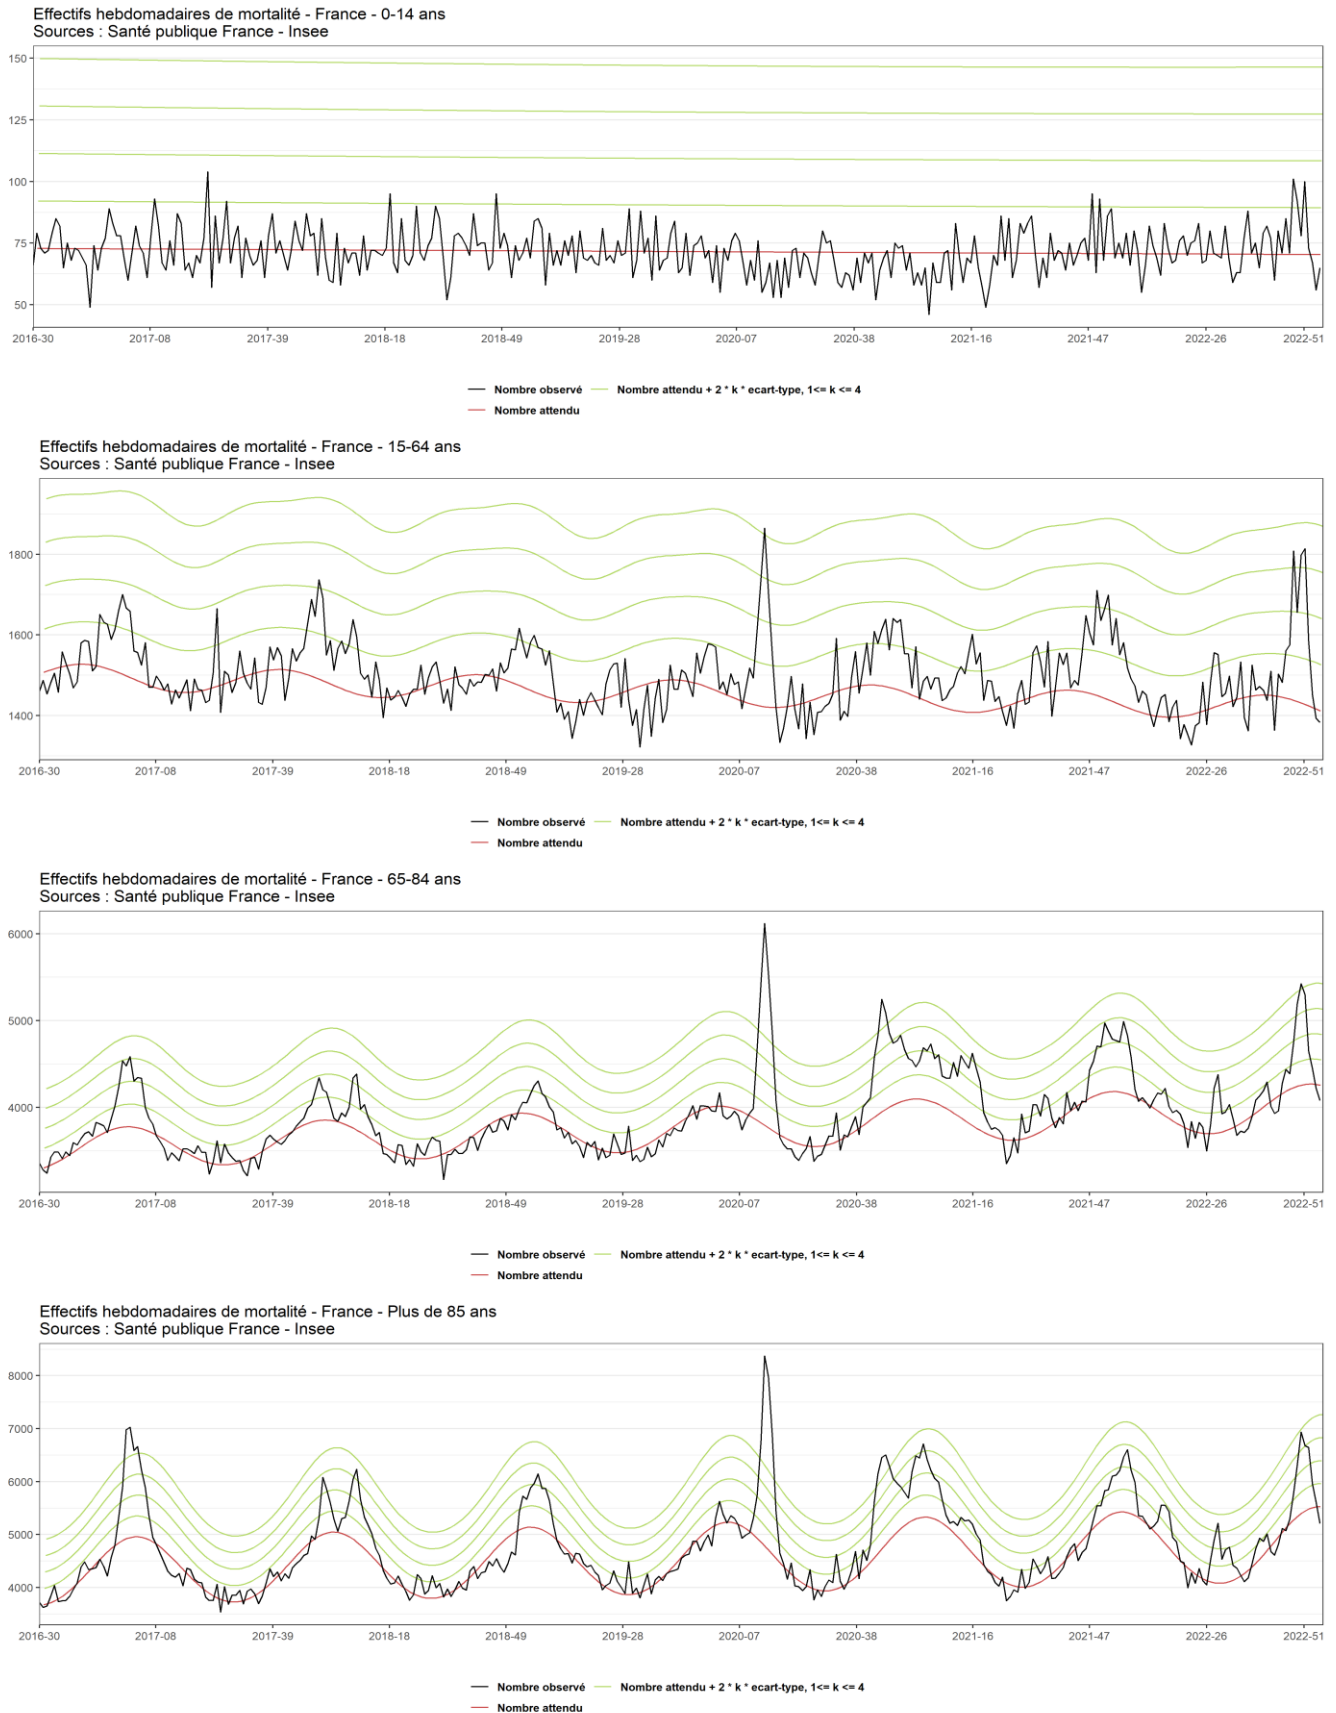 Effectifs hebdomadaires de mortalité - France - 0-14 ans
Sources : Santé publique France - Insee
150
125
100
75
50
2016-30 2017-08 2017-39 2018-18 2018-49 2019-28 2020-07 2020-38 2021-16 2021-47 2022-26 2022-51
Nombre observé Nombre attendu + 2 * k * ecart-type, 1<= k <= 4
Nombre attendu
Effectifs hebdomadaires de mortalité - France - 15-64 ans
Sources : Santé publique France - Insee
1800
1600
1400
2016-30 2017-08 2017-39 2018-18 2018-49 2019-28 2020-07 2020-38 2021-16 2021-47 2022-26 2022-51
Nombre observé Nombre attendu + 2 * k * ecart-type, 1<= k <= 4
Nombre attendu
Effectifs hebdomadaires de mortalité - France - 65-84 ans
Sources : Santé publique France - Insee
6000
5000
4000
2016-30 2017-08 2017-39 2018-18 2018-49 2019-28 2020-07 2020-38 2021-16 2021-47 2022-26 2022-51
Nombre observé Nombre attendu + 2 * k * ecart-type, 1<= k <= 4
Nombre attendu
Effectifs hebdomadaires de mortalité - France - Plus de 85 ans
Sources : Santé publique France - Insee
8000
7000
6000
5000
4000
2016-30 2017-08 2017-39 2018-18 2018-49 2019-28 2020-07 2020-38 2021-16 2021-47 2022-26 2022-51
Nombre observé Nombre attendu + 2 * k * ecart-type, 1<= k <= 4
Nombre attendu